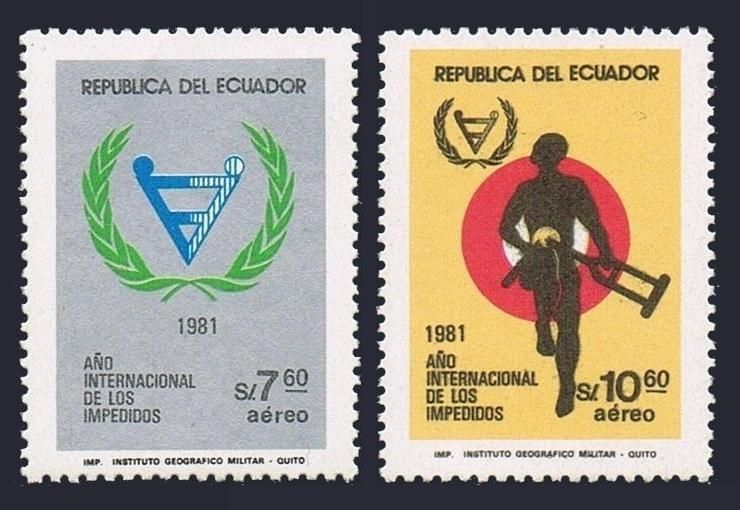 REPUBLICA DEL ECUADOR
1981
AÑO
INTERNACIONAL
DE LOS
IMPEDIDOS
S/.7 60
aéreo
IMP. INSTITUTO GEOGRAFICO MILITAR - QUITO
REPUBLICA DEL ECUADOR
1981
AÑO
INTERNACIONAL
DE LOS
IMPEDIDOS
S/.10 60
aéreo
IMP. INSTITUTO GEOGRAFICO MILITAR - QUITO